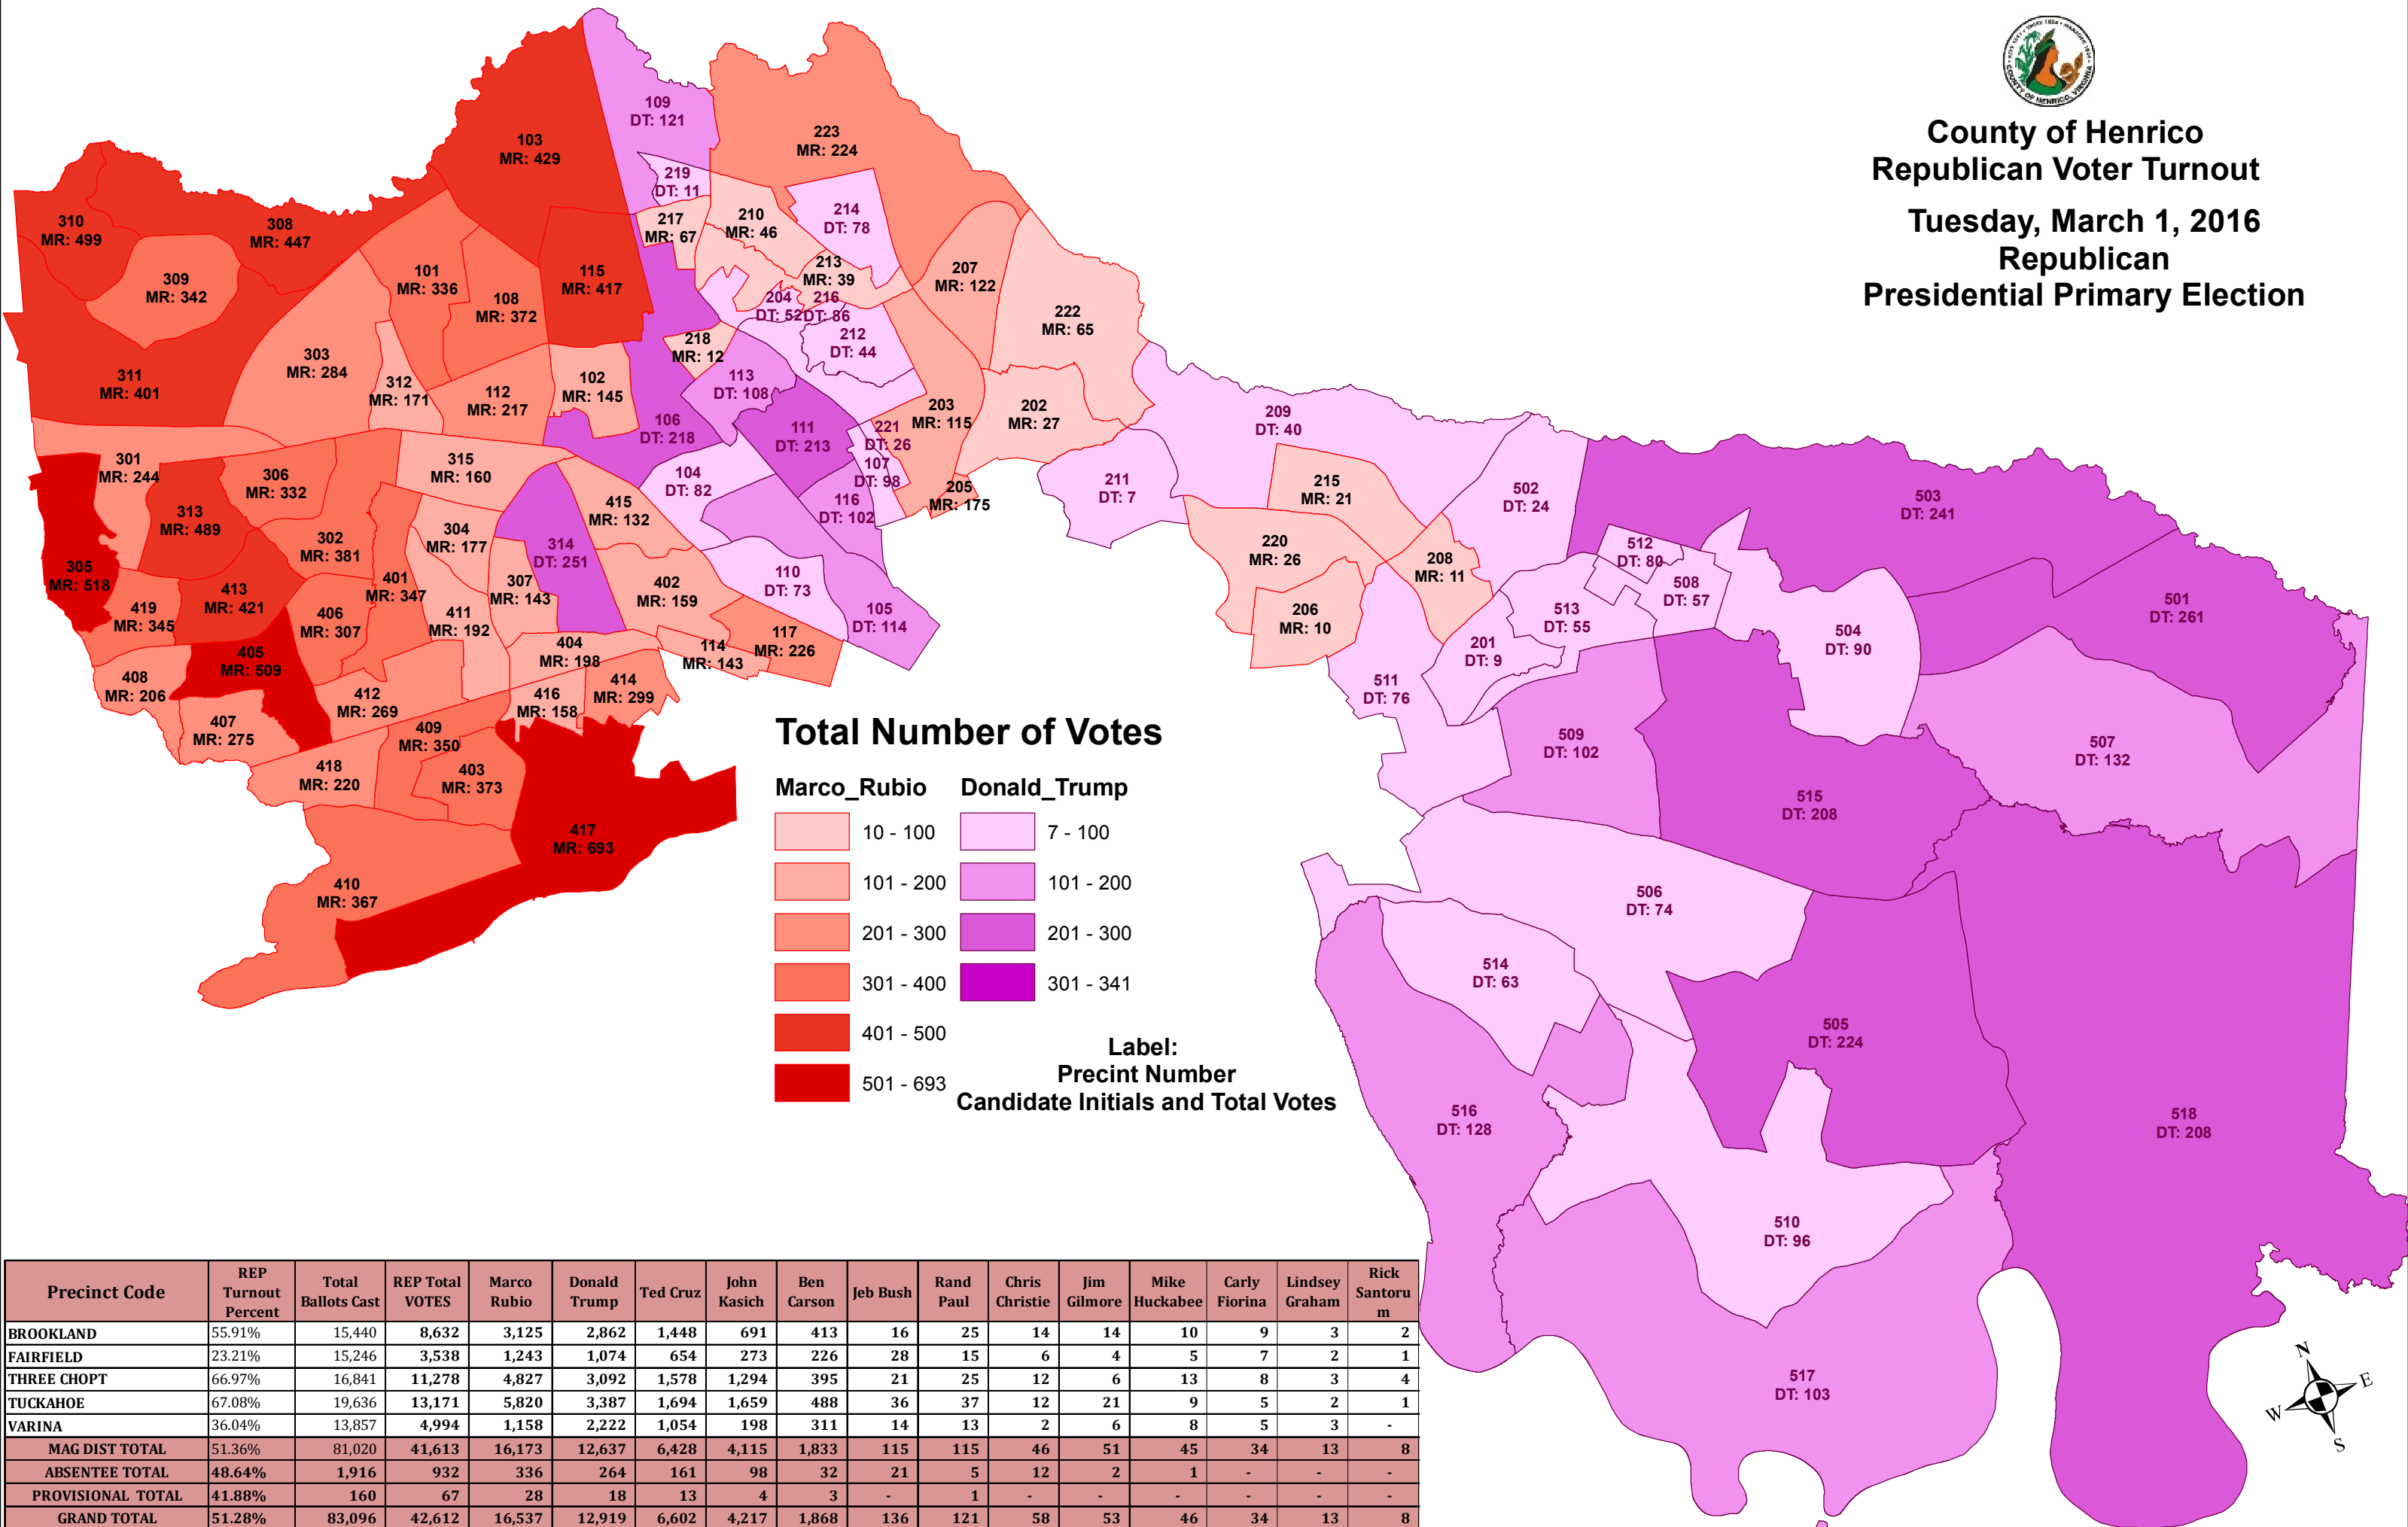 County of Henrico
Republican Voter Turnout
Tuesday, March 1, 2016
Republican
Presidential Primary Election
109
DT: 121
103
MR: 429
223
MR: 224
219
DT: 11
310
MR: 499
308
MR: 447
217
MR: 67
210
MR: 46
214
DT: 78
309
MR: 342
101
MR: 336
115
MR: 417
213
MR: 39
207
MR: 122
108
MR: 372
204
DT: 52
216
DT: 86
222
MR: 65
212
DT: 44
218
MR: 12
303
MR: 284
311
MR: 401
312
MR: 171
112
MR: 217
102
MR: 145
113
DT: 108
203
MR: 115
202
MR: 27
209
DT: 40
106
DT: 218
111
DT: 213
221
DT: 26
107
DT: 98
301
MR: 244
306
MR: 332
315
MR: 160
104
DT: 82
205
MR: 175
211
DT: 7
215
MR: 21
502
DT: 24
503
DT: 241
116
DT: 102
415
MR: 132
313
MR: 489
302
MR: 381
304
MR: 177
314
DT: 251
220
MR: 26
208
MR: 11
512
DT: 80
508
DT: 57
305
MR: 518
413
MR: 421
401
MR: 347
307
MR: 143
402
MR: 159
110
DT: 73
419
MR: 345
406
MR: 307
411
MR: 192
105
DT: 114
206
MR: 10
513
DT: 55
501
DT: 261
504
DT: 90
201
DT: 9
117
MR: 226
114
MR: 143
404
MR: 198
405
MR: 509
408
MR: 206
412
MR: 269
416
MR: 158
414
MR: 299
511
DT: 76
407
MR: 275
409
MR: 350
509
DT: 102
507
DT: 132
418
MR: 220
403
MR: 373
515
DT: 208
417
MR: 693
410
MR: 367
506
DT: 74
514
DT: 63
505
DT: 224
516
DT: 128
518
DT: 208
510
DT: 96
517
DT: 103
Total Number of Votes
Marco_Rubio Donald_Trump
10 - 100 7 - 100
101 - 200 101 - 200
201 - 300 201 - 300
301 - 400 301 - 341
401 - 500
501 - 693
Label:
Precint Number
Candidate Initials and Total Votes
Precinct Code REP Turnout Percent Total Ballots Cast REP Total VOTES Marco Rubio Donald Trump Ted Cruz John Kasich Ben Carson Jeb Bush Rand Paul Chris Christie Jim Gilmore Mike Huckabee Carly Fiorina Lindsey Graham Rick Santorum
BROOKLAND 55.91% 15,440 8,632 3,125 2,862 1,448 691 413 16 25 14 14 10 9 3 2
FAIRFIELD 23.21% 15,246 3,538 1,243 1,074 654 273 226 28 15 6 4 5 7 2 1
THREE CHOPT 66.97% 16,841 11,278 4,827 3,092 1,578 1,294 395 21 25 12 6 13 8 3 4
TUCKAHOE 67.08% 19,636 13,171 5,820 3,387 1,694 1,659 488 36 37 12 21 9 5 2 1
VARINA 36.04% 13,857 4,994 1,158 2,222 1,054 198 311 14 13 2 6 8 5 3 -
MAG DIST TOTAL 51.36% 81,020 41,613 16,173 12,637 6,428 4,115 1,833 115 115 46 51 45 34 13 8
ABSENTEE TOTAL 48.64% 1,916 932 336 264 161 98 32 21 5 12 2 1 - - -
PROVISIONAL TOTAL 41.88% 160 67 28 18 13 4 3 - 1 - - - - - -
GRAND TOTAL 51.28% 83,096 42,612 16,537 12,919 6,602 4,217 1,868 136 121 58 53 46 34 13 8
N
E
W
S